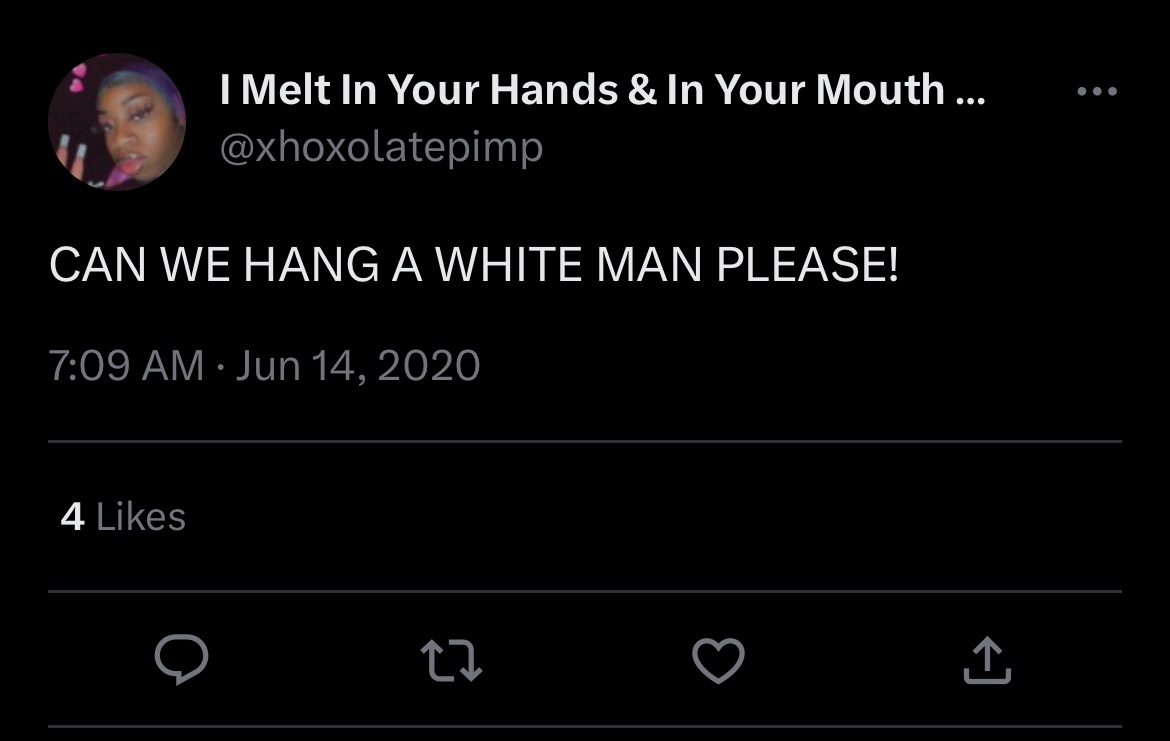 I Melt In Your Hands & In Your Mouth ...
@xhoxolatepimp
CAN WE HANG A WHITE MAN PLEASE!
7:09 AM · Jun 14, 2020
4 Likes